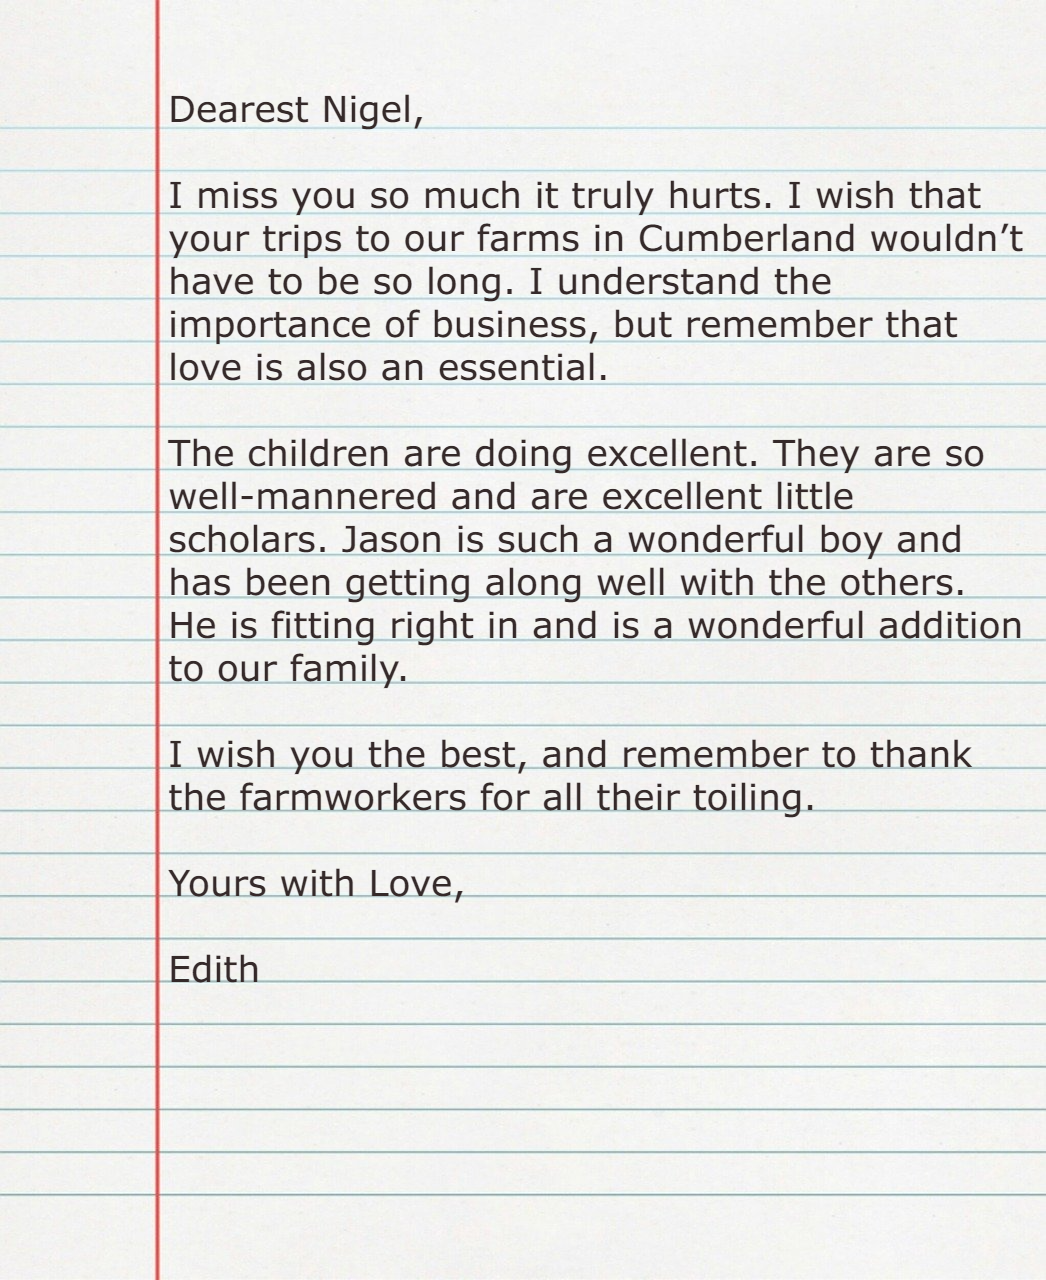 Dearest Nigel,
I miss you so much it truly hurts. I wish that
your trips to our farms in Cumberland wouldn’t
have to be so long. I understand the
importance of business, but remember that
love is also an essential.
The children are doing excellent. They are so
well-mannered and are excellent little
scholars. Jason is such a wonderful boy and
has been getting along well with the others.
He is fitting right in and is a wonderful addition
to our family.
I wish you the best, and remember to thank
the farmworkers for all their toiling.
Yours with Love,
Edith